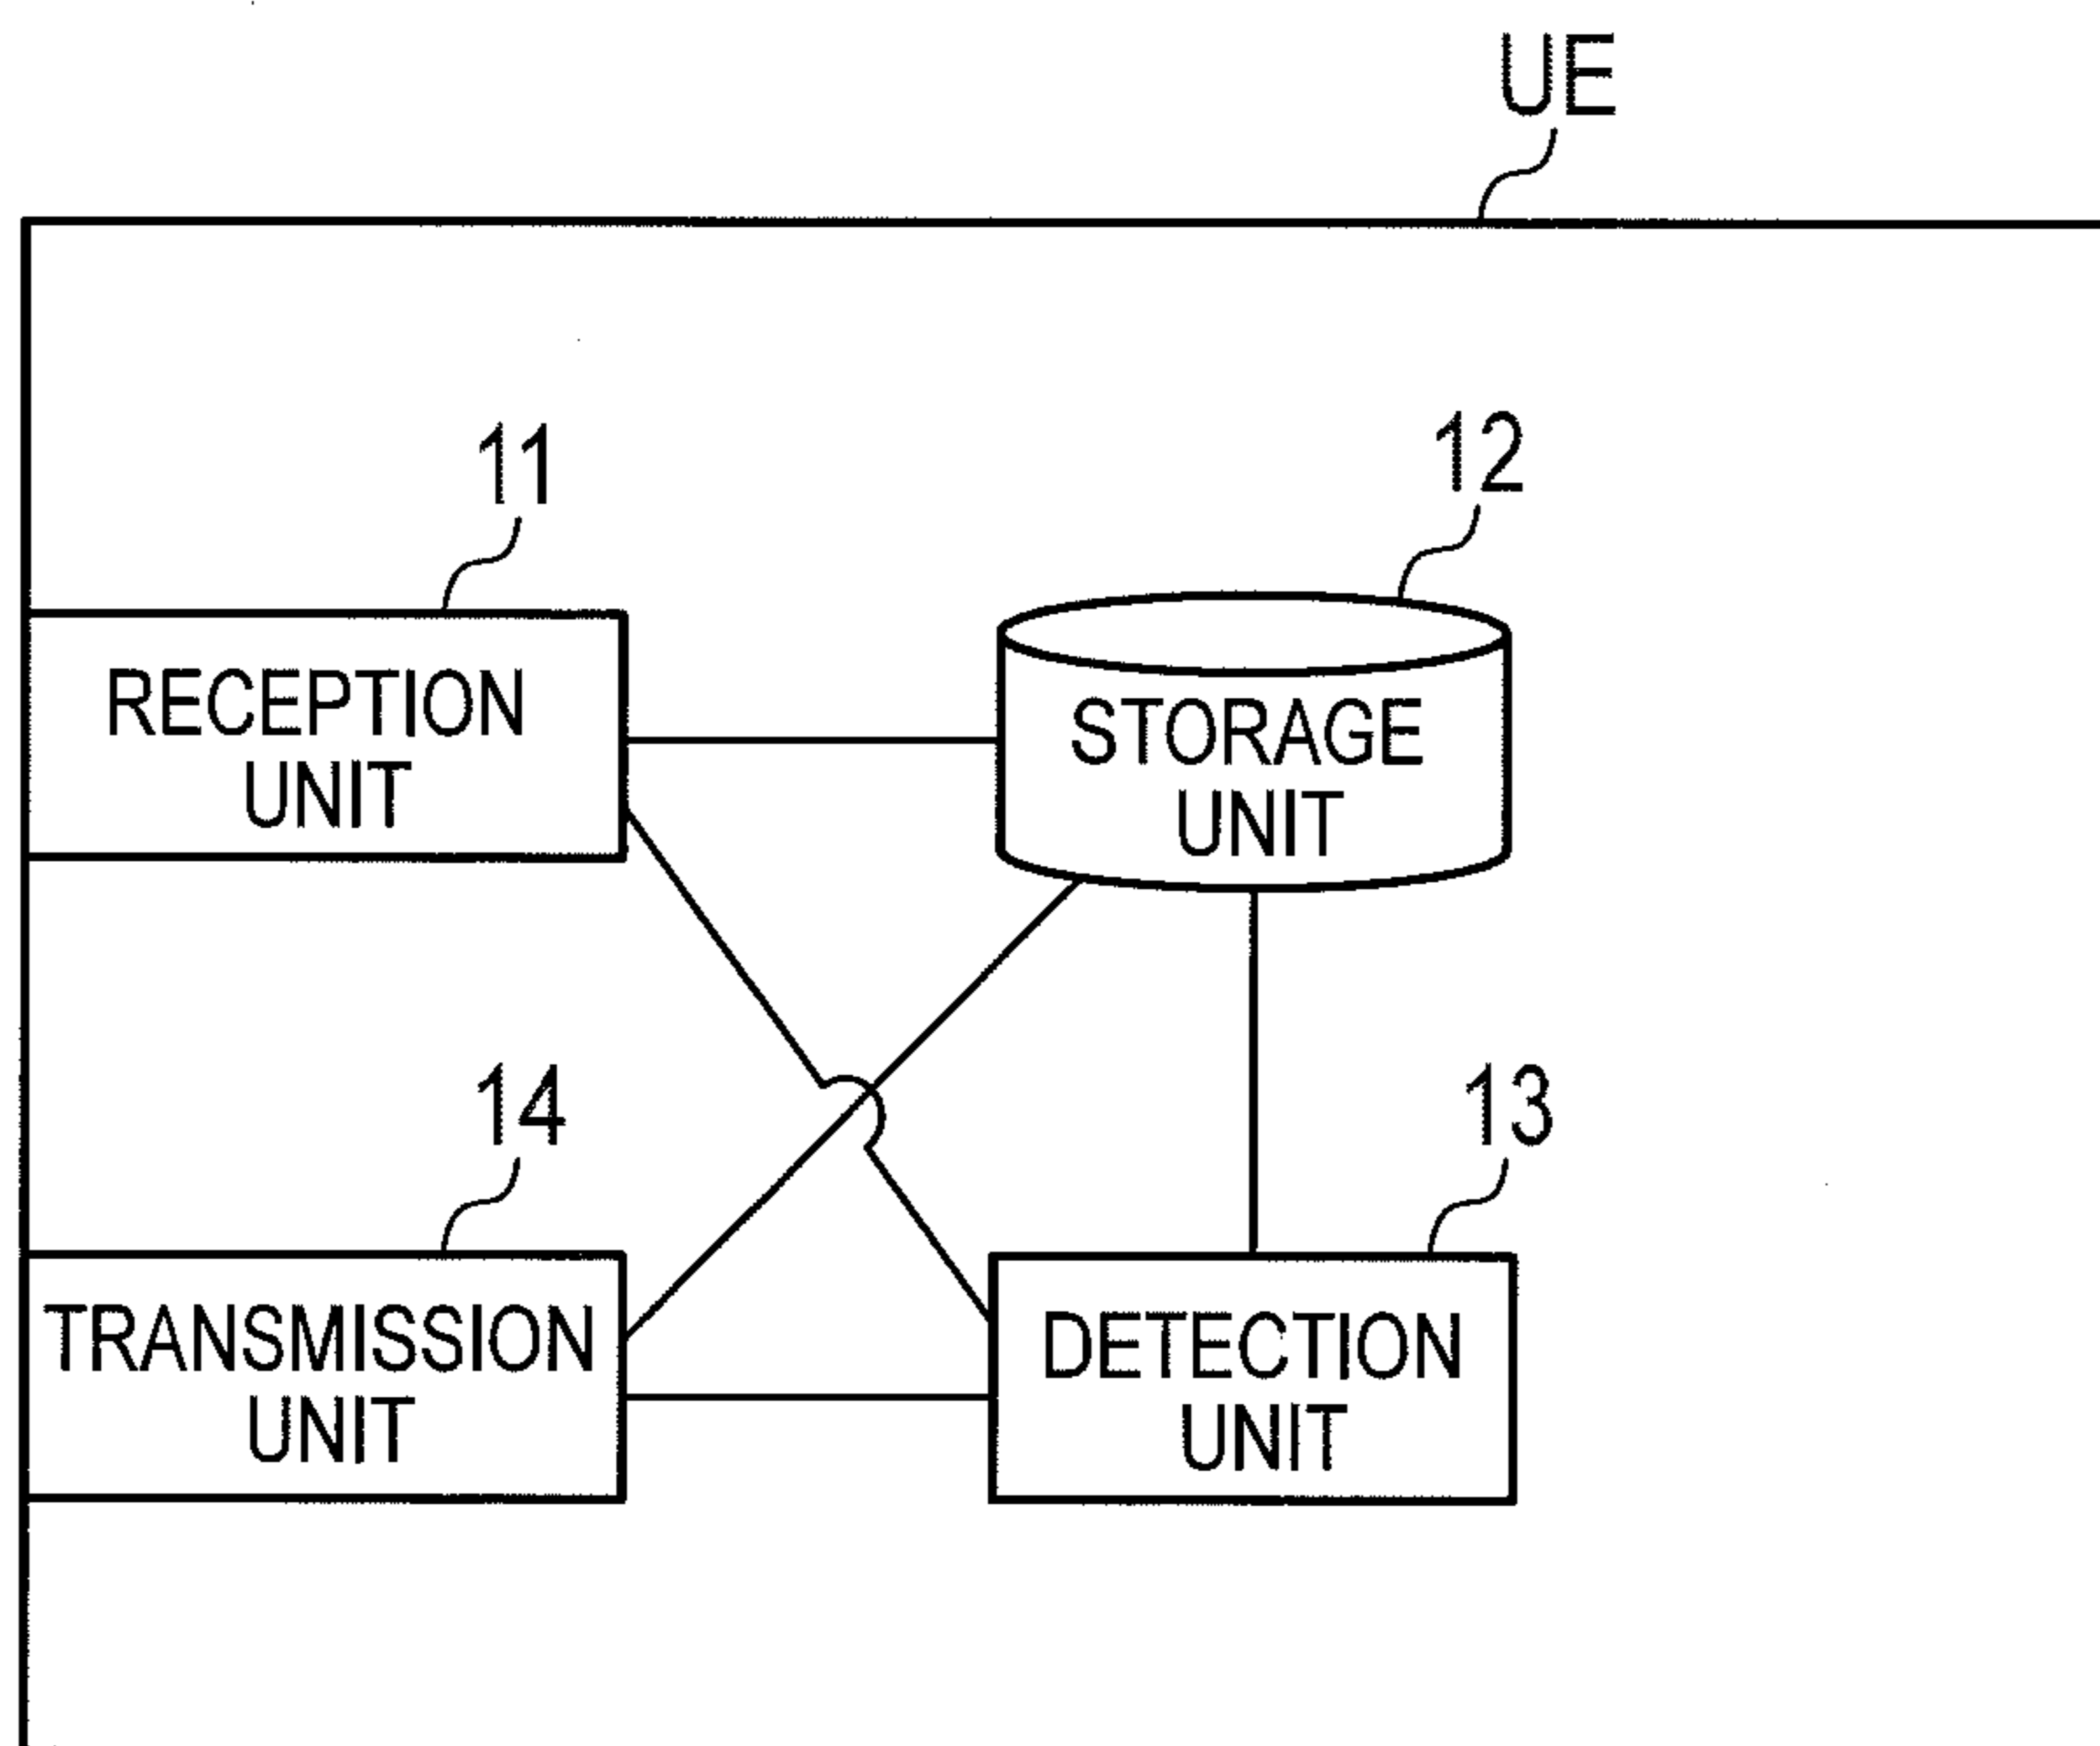 UE
11
12
RECEPTION
UNIT
STORAGE
UNIT
14
13
TRANSMISSION
UNIT
DETECTION
UNIT